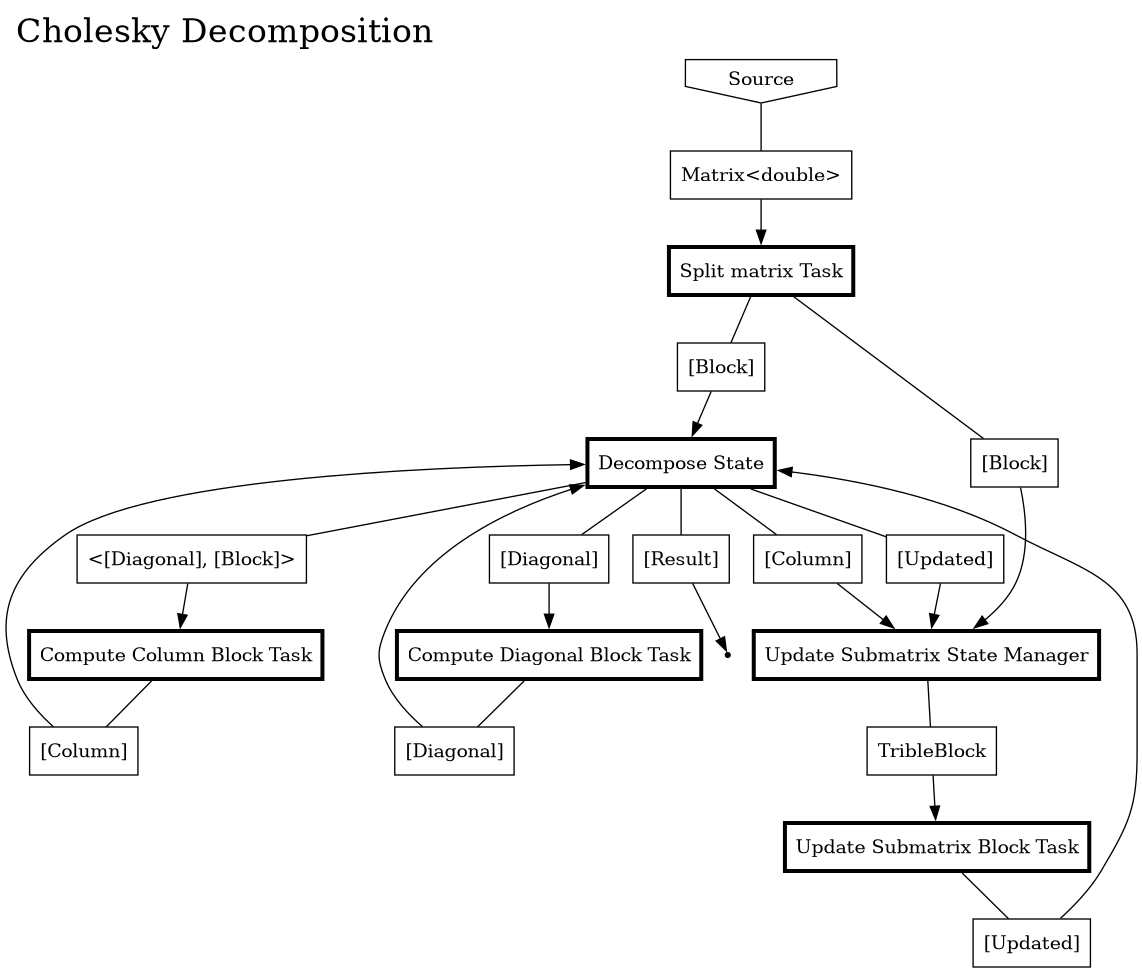 Cholesky Decomposition
Source
Matrix<double>
Split matrix Task
[Block]
Decompose State
[Block]
<[Diagonal], [Block]>
[Diagonal]
[Result]
[Column]
[Updated]
Compute Column Block Task
Compute Diagonal Block Task
Update Submatrix State Manager
[Column]
[Diagonal]
TribleBlock
Update Submatrix Block Task
[Updated]